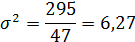 σ² = 295/47 = 6,27